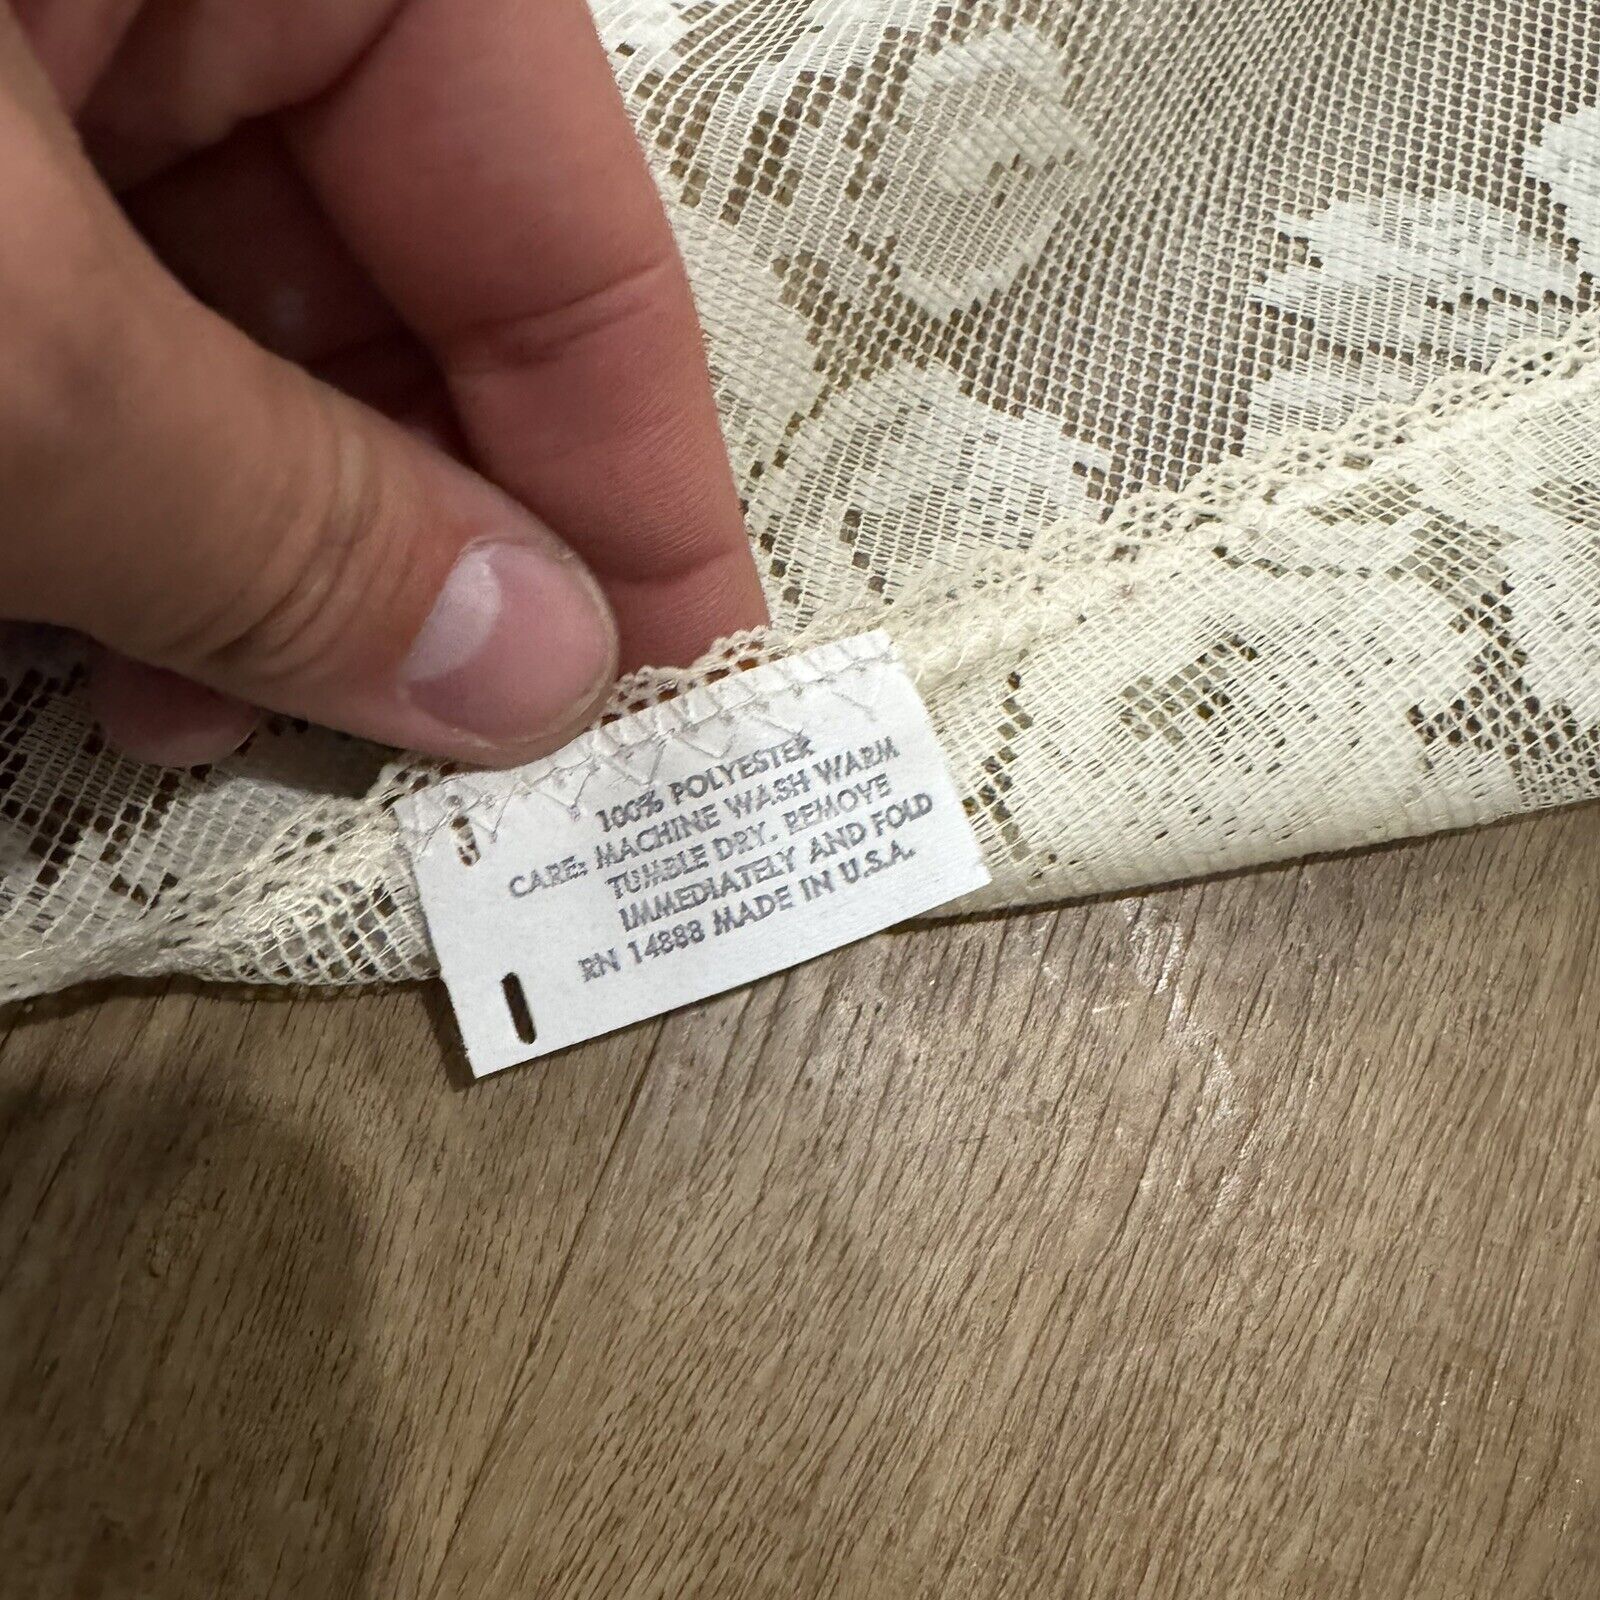 100% POLYESTER
CARE: MACHINE WASH WARM
TUMBLE DRY. REMOVE
IMMEDIATELY AND FOLD
RN 14888 MADE IN U.S.A.